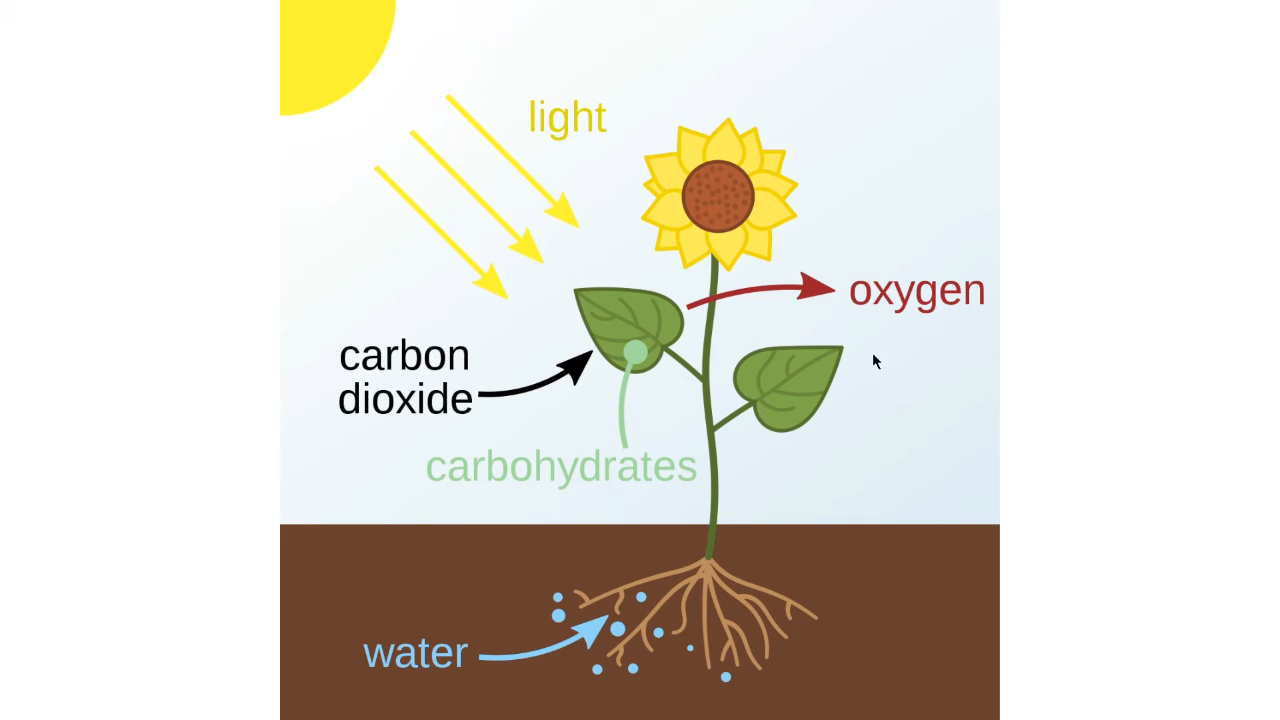 light
oxygen
carbon
dioxide
carbohydrates
water